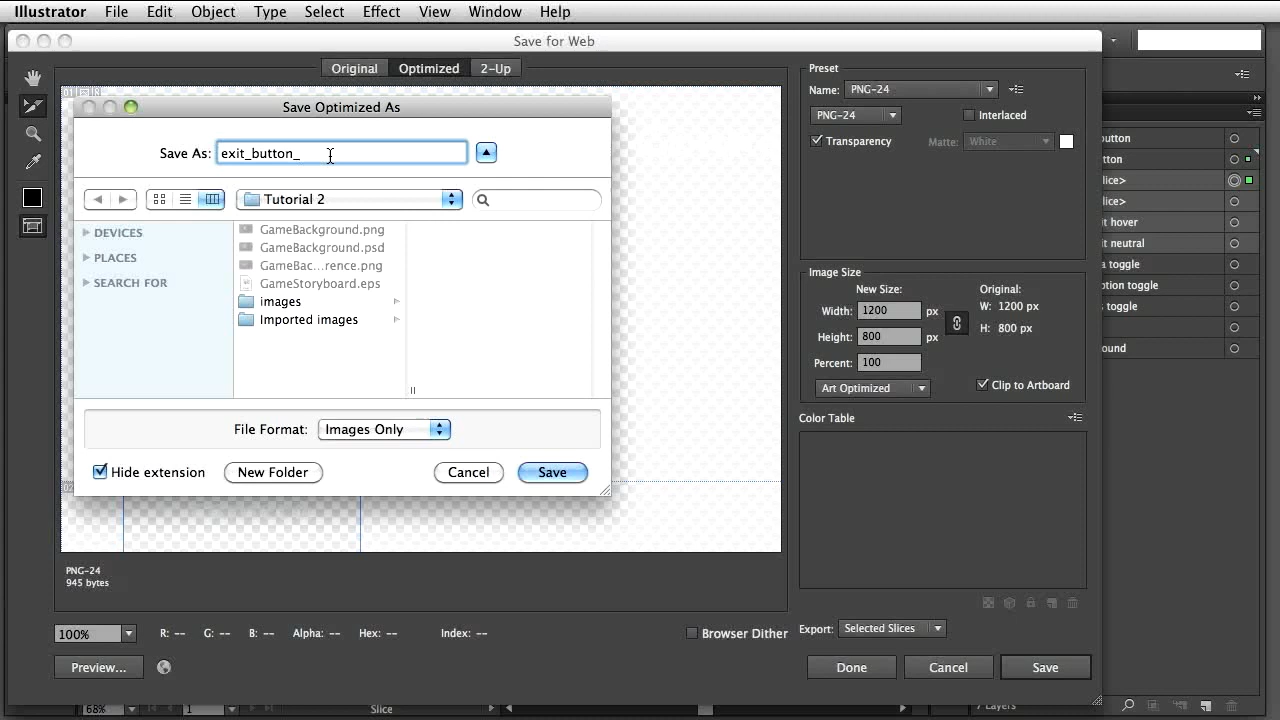 Illustrator File Edit Object Type Select Effect View Window Help
Save for Web
Original Optimized 2-Up
Save Optimized As
Save As: exit_button_
Tutorial 2
DEVICES
PLACES
SEARCH FOR
GameBackground.png
GameBackground.psd
GameBac...rence.png
GameStoryboard.eps
images
Imported images
File Format: Images Only
Hide extension New Folder Cancel Save
PNG-24
945 bytes
100% R: -- G: -- B: -- Alpha: -- Hex: -- Index: -- Browser Dither
Preview...
Preset
Name: PNG-24
PNG-24 Interlaced
Transparency Matte: White
Image Size
New Size: Original:
Width: 1200 px W: 1200 px
Height: 800 px H: 800 px
Percent: 100
Art Optimized Clip to Artboard
Color Table
Export: Selected Slices
Done Cancel Save
utton
tton
lice>
lice>
it hover
it neutral
a toggle
ption toggle
s toggle
ound
68% 1 Slice 7 Layers